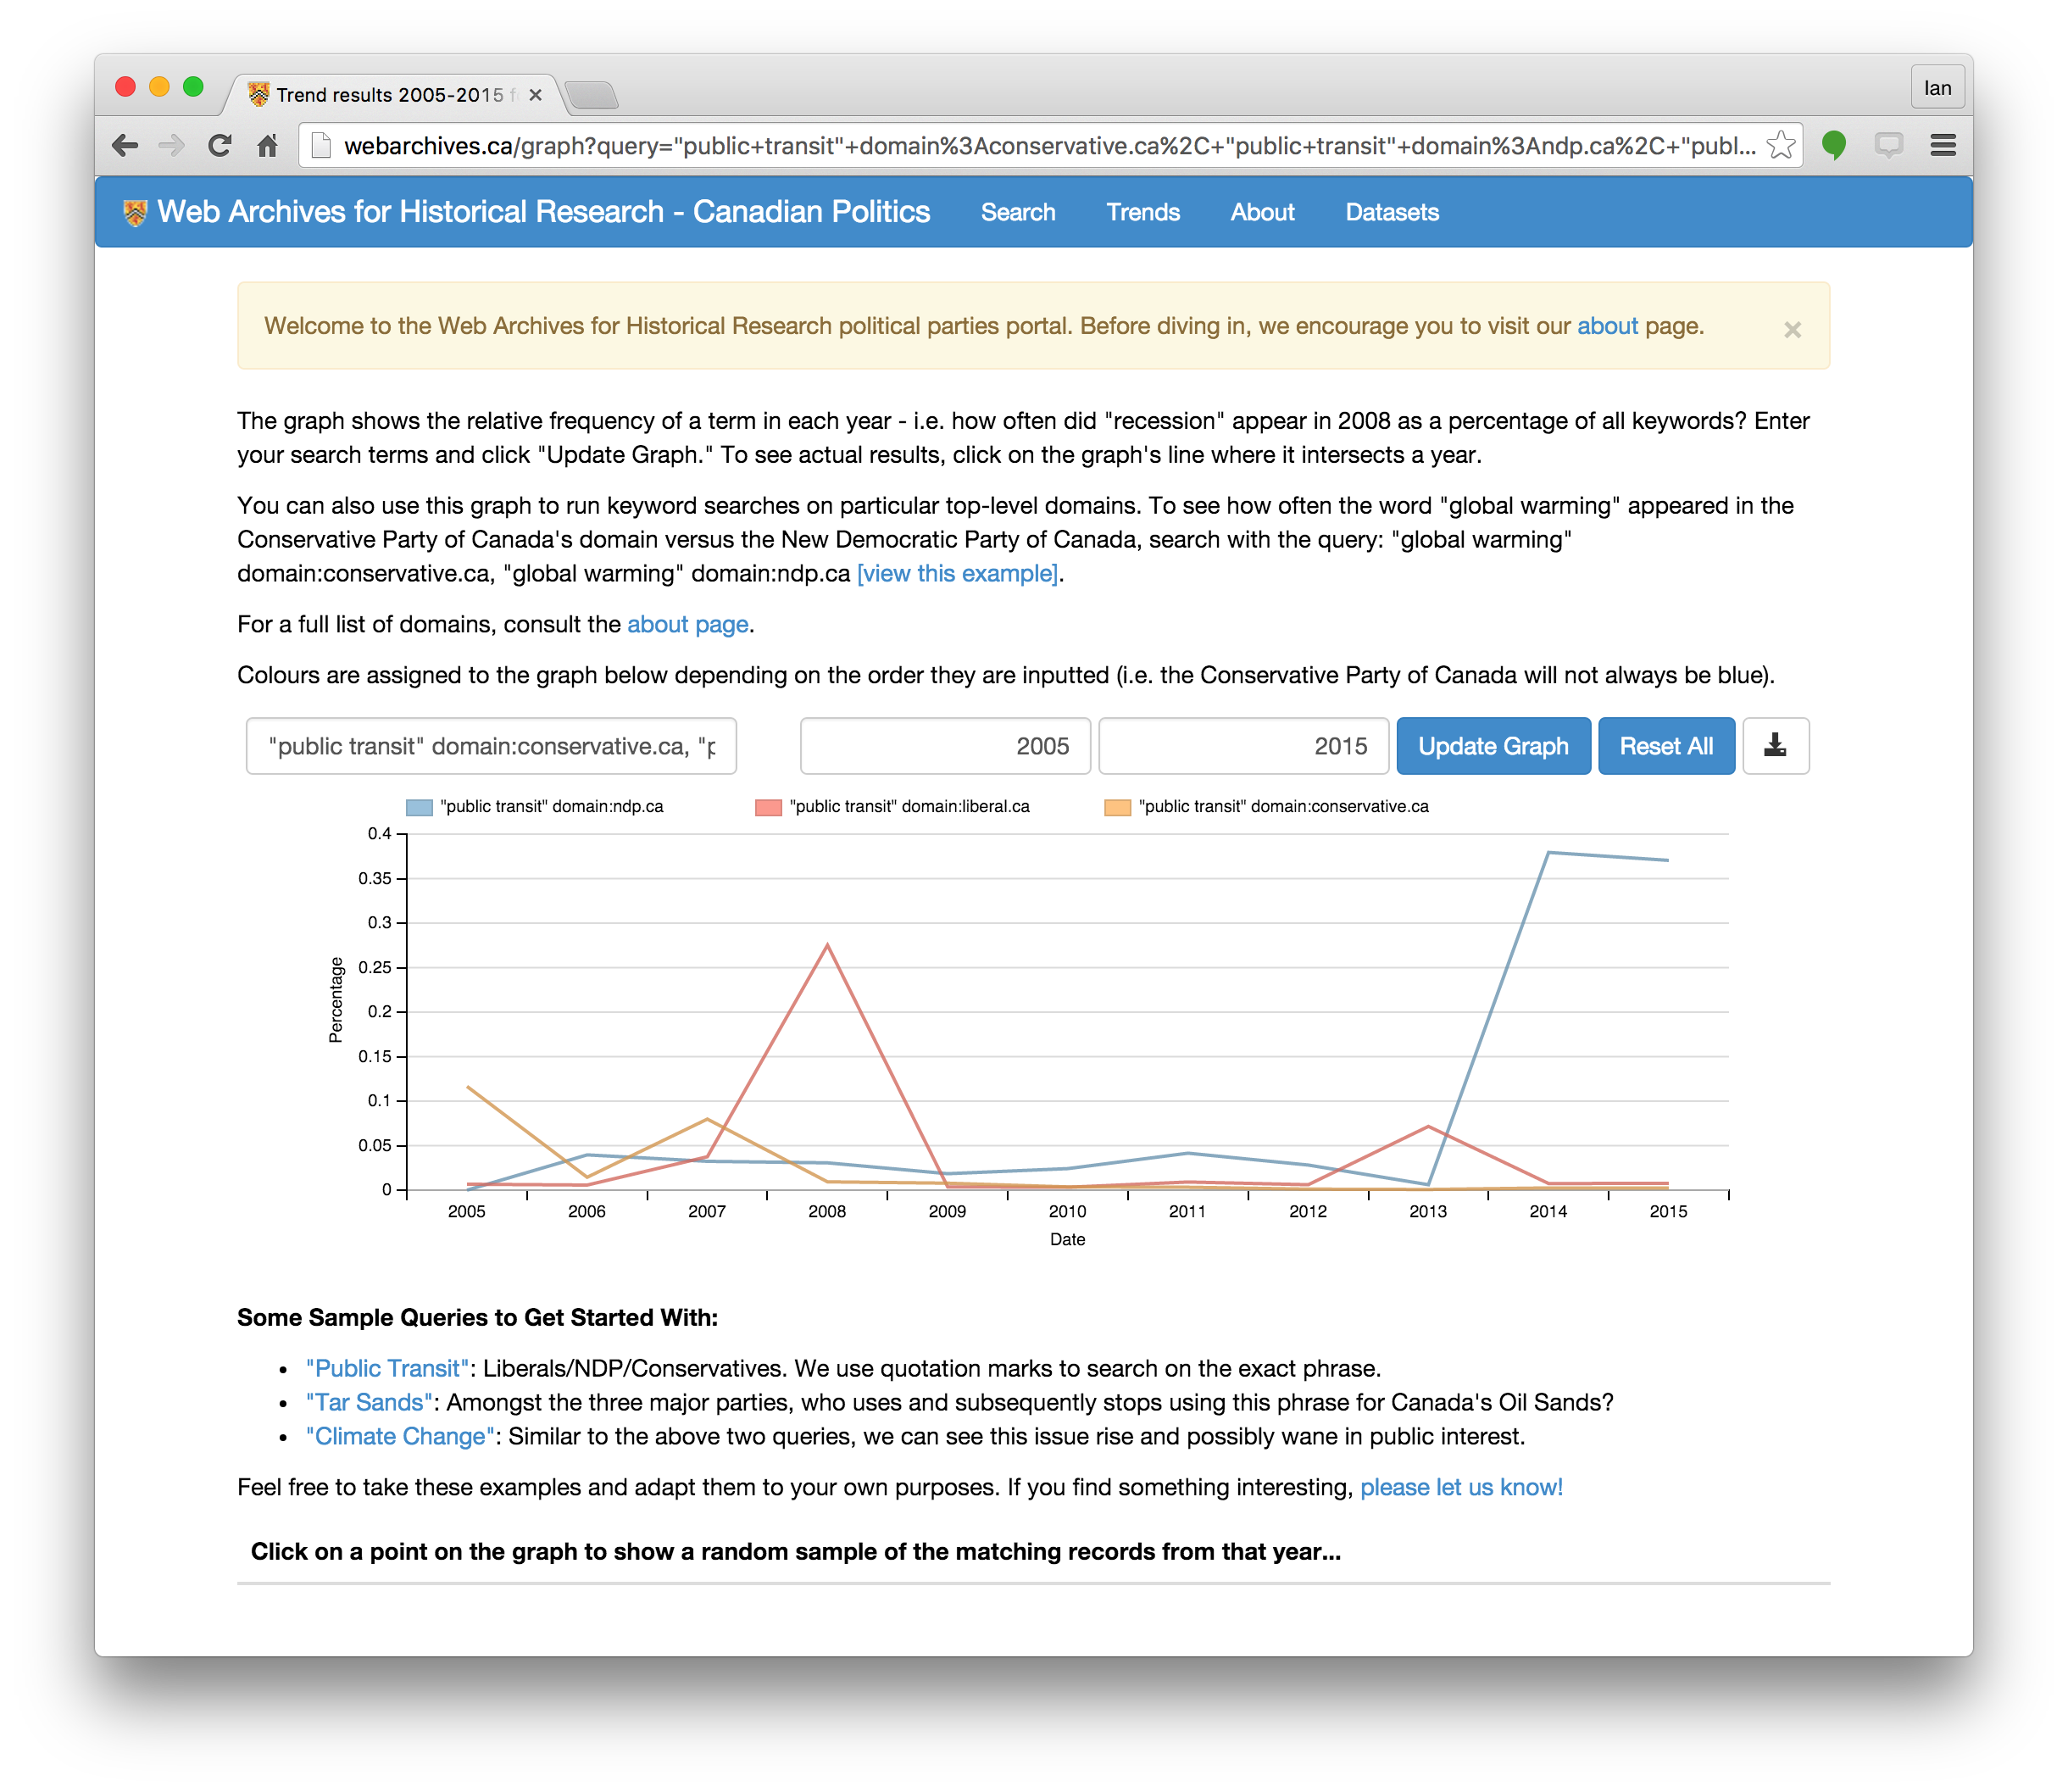 Trend results 2005-2015 f
Ian
webarchives.ca/graph?query="public+transit"+domain%3Aconservative.ca%2C+"public+transit"+domain%3Andp.ca%2C+"publ...
Web Archives for Historical Research - Canadian Politics Search Trends About Datasets
Welcome to the Web Archives for Historical Research political parties portal. Before diving in, we encourage you to visit our about page. ×
The graph shows the relative frequency of a term in each year - i.e. how often did "recession" appear in 2008 as a percentage of all keywords? Enter
your search terms and click "Update Graph." To see actual results, click on the graph's line where it intersects a year.
You can also use this graph to run keyword searches on particular top-level domains. To see how often the word "global warming" appeared in the
Conservative Party of Canada's domain versus the New Democratic Party of Canada, search with the query: "global warming"
domain:conservative.ca, "global warming" domain:ndp.ca [view this example].
For a full list of domains, consult the about page.
Colours are assigned to the graph below depending on the order they are inputted (i.e. the Conservative Party of Canada will not always be blue).
"public transit" domain:conservative.ca, "p 2005 2015 Update Graph Reset All
"public transit" domain:ndp.ca "public transit" domain:liberal.ca "public transit" domain:conservative.ca
0.4
0.35
0.3
0.25
0.2
0.15
0.1
0.05
0
Percentage
2005 2006 2007 2008 2009 2010 2011 2012 2013 2014 2015
Date
Some Sample Queries to Get Started With:
• "Public Transit": Liberals/NDP/Conservatives. We use quotation marks to search on the exact phrase.
• "Tar Sands": Amongst the three major parties, who uses and subsequently stops using this phrase for Canada's Oil Sands?
• "Climate Change": Similar to the above two queries, we can see this issue rise and possibly wane in public interest.
Feel free to take these examples and adapt them to your own purposes. If you find something interesting, please let us know!
Click on a point on the graph to show a random sample of the matching records from that year...